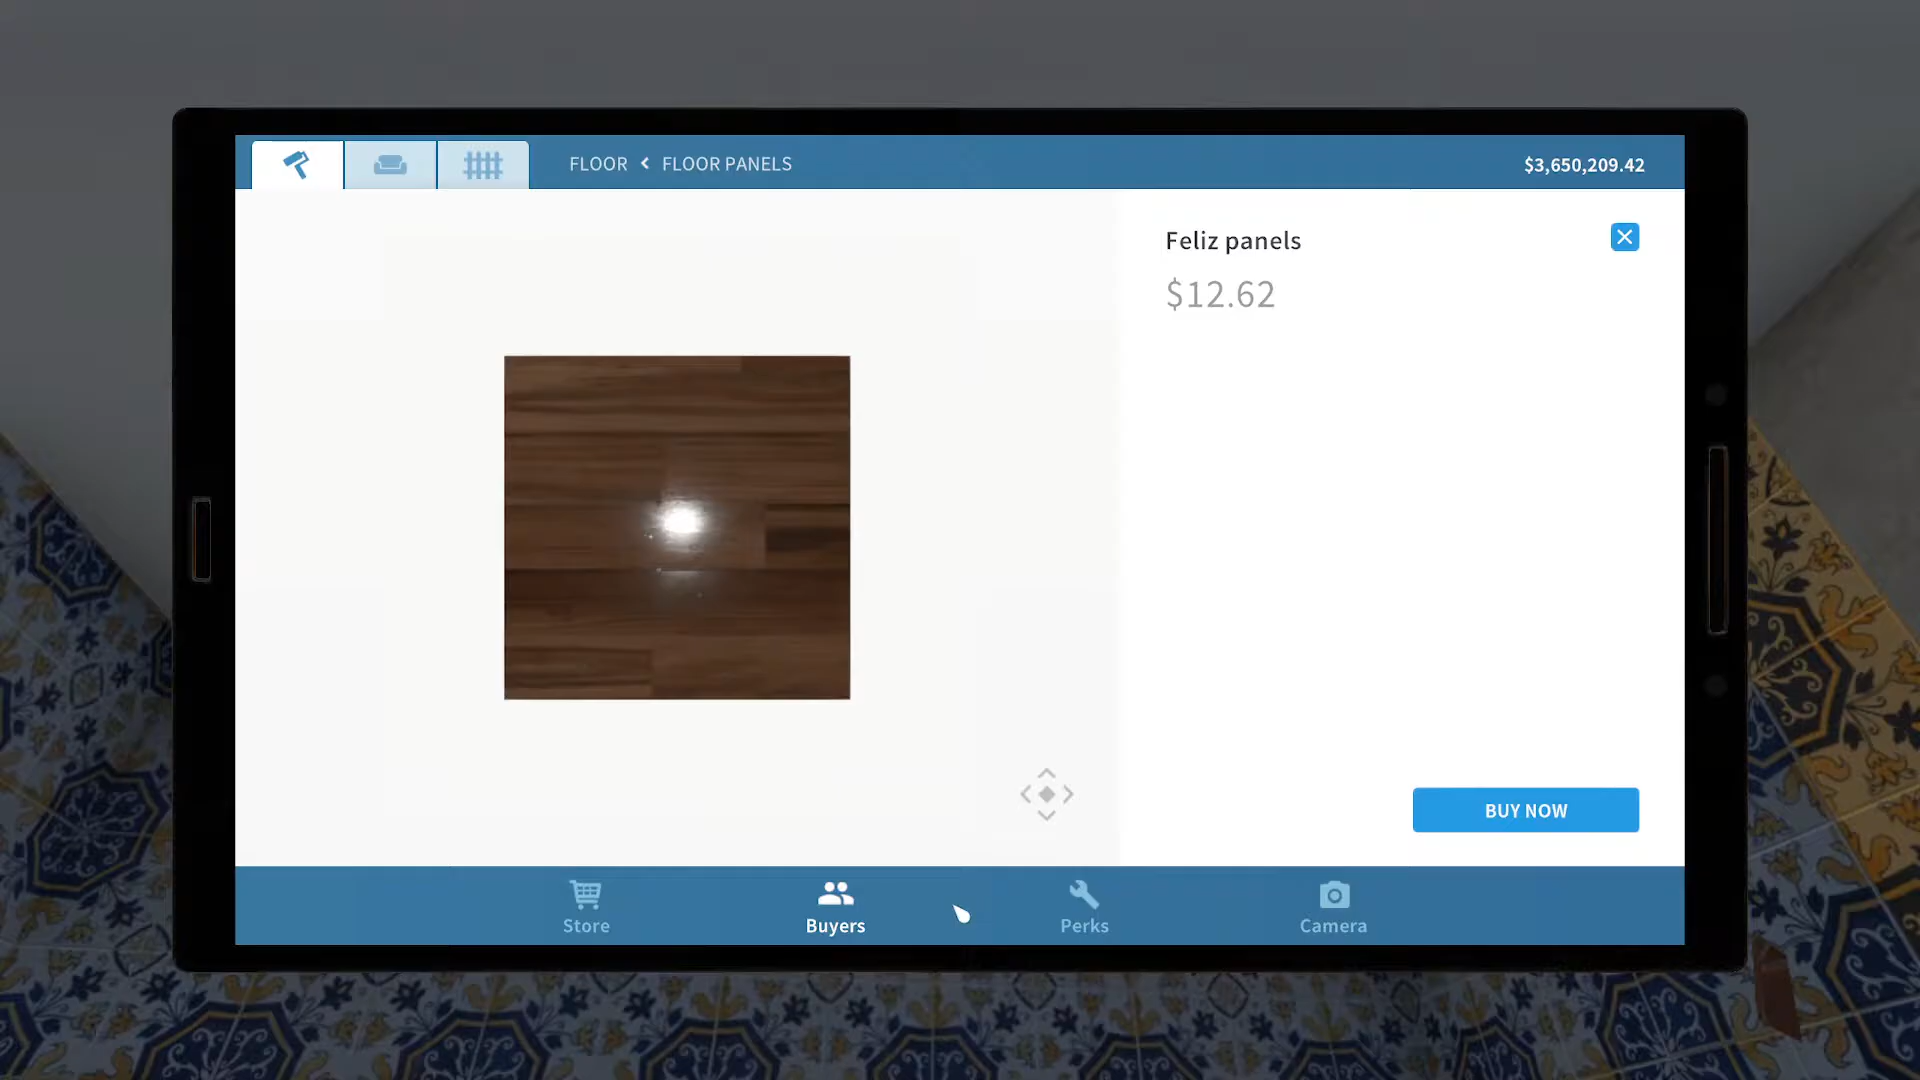 FLOOR < FLOOR PANELS
$3,650,209.42
Feliz panels
$12.62
BUY NOW
Store
Buyers
Perks
Camera